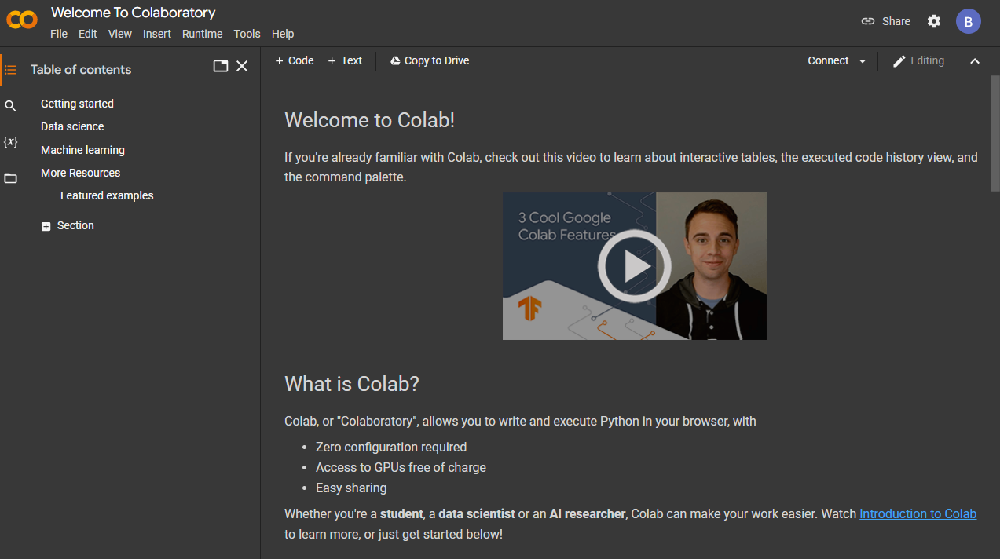 Welcome To Colaboratory
File Edit View Insert Runtime Tools Help
Share
B
Table of contents
Getting started
Data science
Machine learning
More Resources
Featured examples
Section
{x}
+ Code + Text Copy to Drive
Connect
Editing
Welcome to Colab!
If you're already familiar with Colab, check out this video to learn about interactive tables, the executed code history view, and
the command palette.
3 Cool Google
Colab Features
What is Colab?
Colab, or "Colaboratory", allows you to write and execute Python in your browser, with
• Zero configuration required
• Access to GPUs free of charge
• Easy sharing
Whether you're a student, a data scientist or an AI researcher, Colab can make your work easier. Watch Introduction to Colab
to learn more, or just get started below!